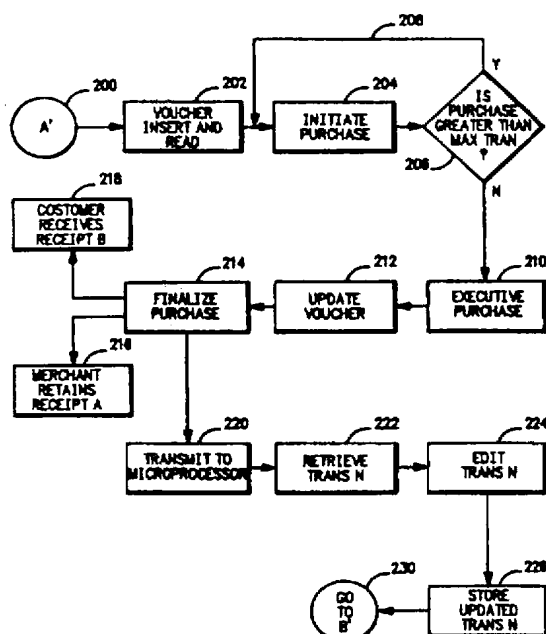 208
200
A'
202
VOUCHER
INSERT AND
READ
204
INITIATE
PURCHASE
Y
IS
PURCHASE
GREATER THAN
MAX TRAN
?
206
N
218
COSTOMER
RECEIVES
RECEIPT B
214
FINALIZE
PURCHASE
212
UPDATE
VOUCHER
210
EXECUTIVE
PURCHASE
216
MERCHANT
RETAINS
RECEIPT A
220
TRANSMIT TO
MICROPROCESSOR
222
RETRIEVE
TRANS N
224
EDIT
TRANS N
230
GO
TO
B'
228
STORE
UPDATED
TRANS N